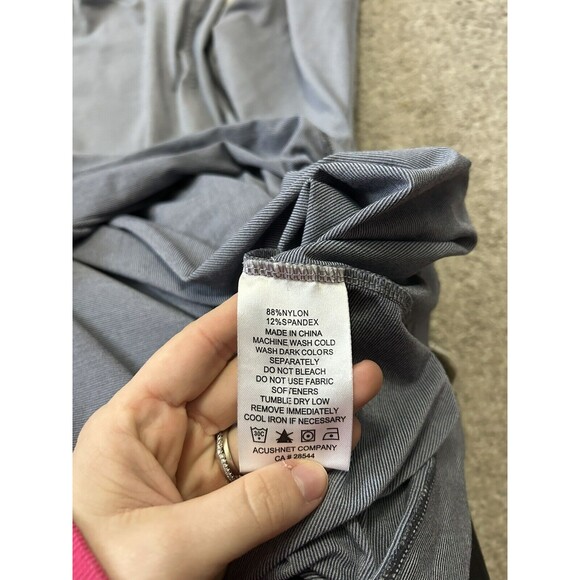 88%NYLON
12%SPANDEX
MADE IN CHINA
MACHINE WASH COLD
WASH DARK COLORS
SEPARATELY
DO NOT BLEACH
DO NOT USE FABRIC
SOFTENERS
TUMBLE DRY LOW
REMOVE IMMEDIATELY
COOL IRON IF NECESSARY
30C
ACUSHNET COMPANY
CA # 28544